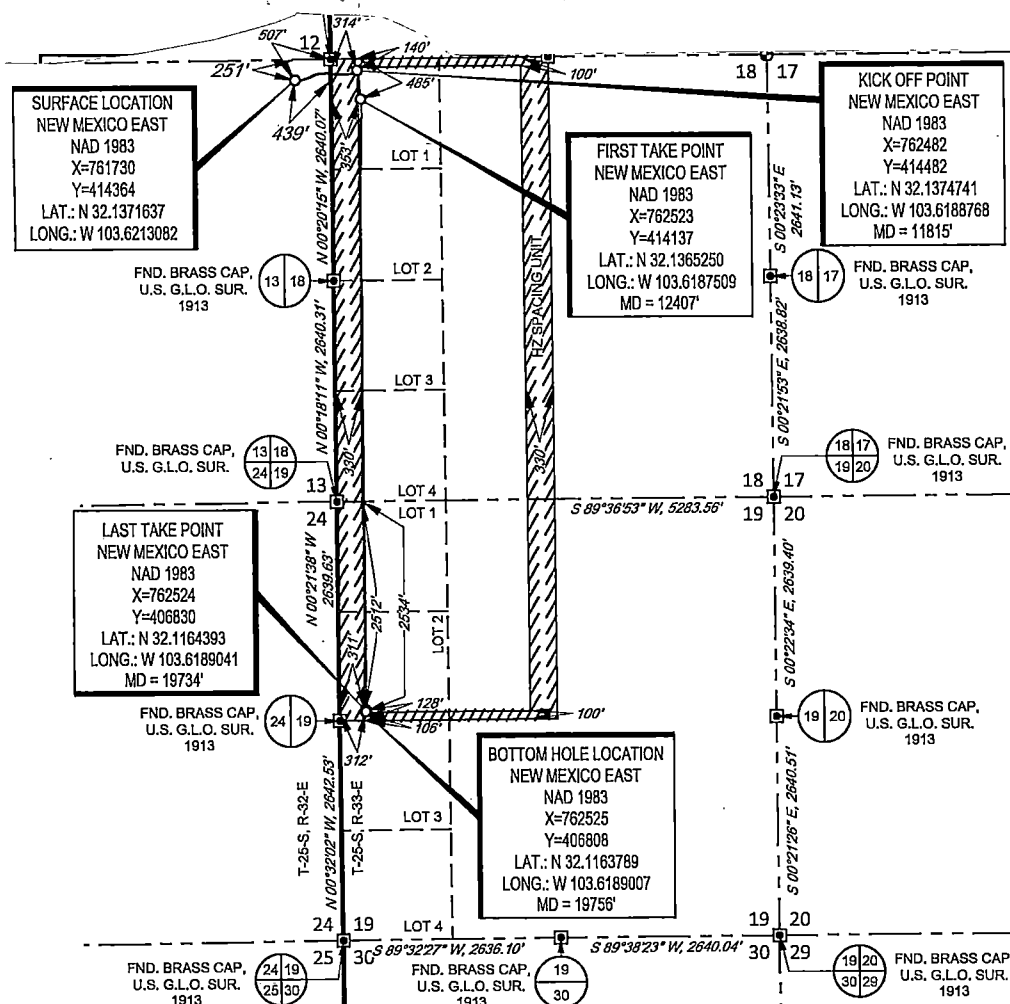 507'
12
314'
140'
100'
18 17
251'
485'
439'
353'
SURFACE LOCATION
NEW MEXICO EAST
NAD 1983
X=761730
Y=414364
LAT.: N 32.1371637
LONG.: W 103.6213082
KICK OFF POINT
NEW MEXICO EAST
NAD 1983
X=762482
Y=414482
LAT.: N 32.1374741
LONG.: W 103.6188768
MD = 11815'
FIRST TAKE POINT
NEW MEXICO EAST
NAD 1983
X=762523
Y=414137
LAT.: N 32.1365250
LONG.: W 103.6187509
MD = 12407'
N 00°20'15" W, 2640.07'
LOT 1
S 00°23'33" E
2641.13'
HZ SPACING UNIT
FND. BRASS CAP,
U.S. G.L.O. SUR.
1913
13 18
LOT 2
18 17
FND. BRASS CAP,
U.S. G.L.O. SUR.
1913
N 00°18'11" W, 2640.31'
LOT 3
S 00°21'53" E, 2638.82'
330'
330'
FND. BRASS CAP,
U.S. G.L.O. SUR.
13 18
24 19
13
24
LOT 4
LOT 1
S 89°36'53" W, 5283.56'
18 17
19 20
18 17
19 20
FND. BRASS CAP,
U.S. G.L.O. SUR.
1913
LAST TAKE POINT
NEW MEXICO EAST
NAD 1983
X=762524
Y=406830
LAT.: N 32.1164393
LONG.: W 103.6189041
MD = 19734'
N 00°21'38" W
2639.63'
2512'
2534'
LOT 2
S 00°22'34" E, 2639.40'
311'
128'
106'
100'
312'
FND. BRASS CAP,
U.S. G.L.O. SUR.
1913
24 19
19 20
FND. BRASS CAP,
U.S. G.L.O. SUR.
1913
BOTTOM HOLE LOCATION
NEW MEXICO EAST
NAD 1983
X=762525
Y=406808
LAT.: N 32.1163789
LONG.: W 103.6189007
MD = 19756'
T-25-S, R-32-E
N 00°32'02" W, 2642.53'
T-25-S, R-33-E
LOT 3
S 00°21'26" E, 2640.51'
24 19
25 30
LOT 4
S 89°32'27" W, 2636.10'
S 89°38'23" W, 2640.04'
19 20
30 29
FND. BRASS CAP,
U.S. G.L.O. SUR.
1913
24 19
25 30
FND. BRASS CAP,
U.S. G.L.O. SUR.
1913
19
30
19 20
30 29
FND. BRASS CAP,
U.S. G.L.O. SUR.
1913